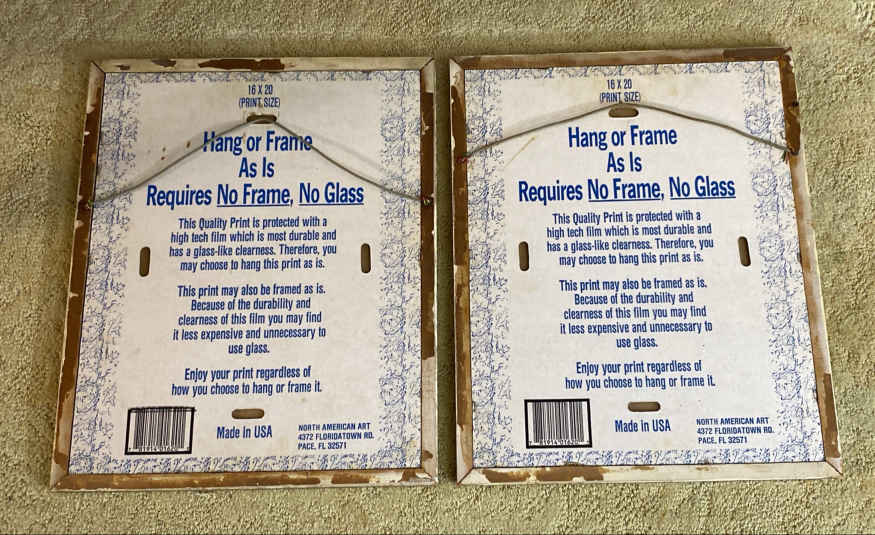 16 X 20
(PRINT SIZE)
Hang or Frame
As Is
Requires No Frame, No Glass
This Quality Print is protected with a
high tech film which is most durable and
has a glass-like clearness. Therefore, you
may choose to hang this print as is.
This print may also be framed as is.
Because of the durability and
clearness of this film you may find
it less expensive and unnecessary to
use glass.
Enjoy your print regardless of
how you choose to hang or frame it.
Made in USA
NORTH AMERICAN ART
4372 FLORIDATOWN RD.
PACE, FL 32571
16 X 20
(PRINT SIZE)
Hang or Frame
As Is
Requires No Frame, No Glass
This Quality Print is protected with a
high tech film which is most durable and
has a glass-like clearness. Therefore, you
may choose to hang this print as is.
This print may also be framed as is.
Because of the durability and
clearness of this film you may find
it less expensive and unnecessary to
use glass.
Enjoy your print regardless of
how you choose to hang or frame it.
Made in USA
NORTH AMERICAN ART
4372 FLORIDATOWN RD.
PACE, FL 32571